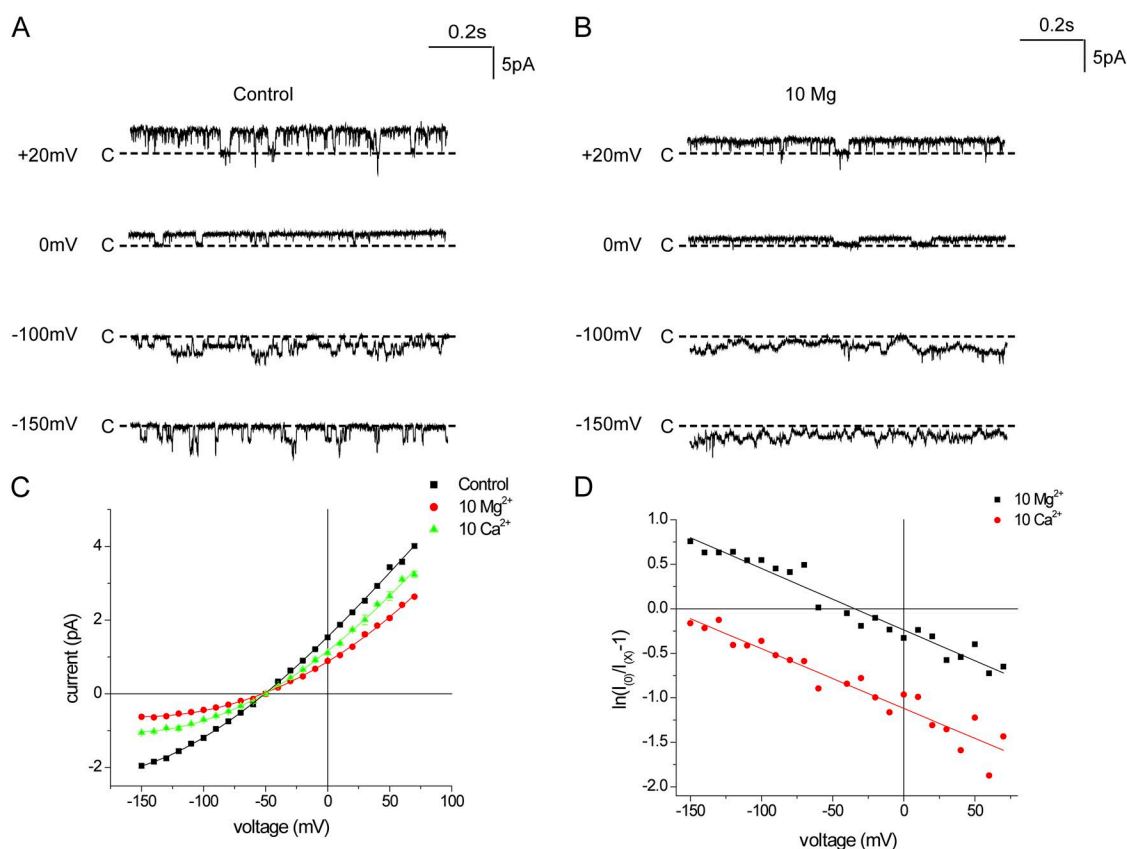 A
0.2s
5pA
Control
+20mV C
0mV C
-100mV C
-150mV C
B
0.2s
5pA
10 Mg
+20mV C
0mV C
-100mV C
-150mV C
C
Control
10 Mg²⁺
10 Ca²⁺
current (pA)
4
2
0
-2
-150 -100 -50 0 50 100
voltage (mV)
D
10 Mg²⁺
10 Ca²⁺
ln(I(0)/I(X)-1)
1.0
0.5
0.0
-0.5
-1.0
-1.5
-2.0
-150 -100 -50 0 50
voltage (mV)